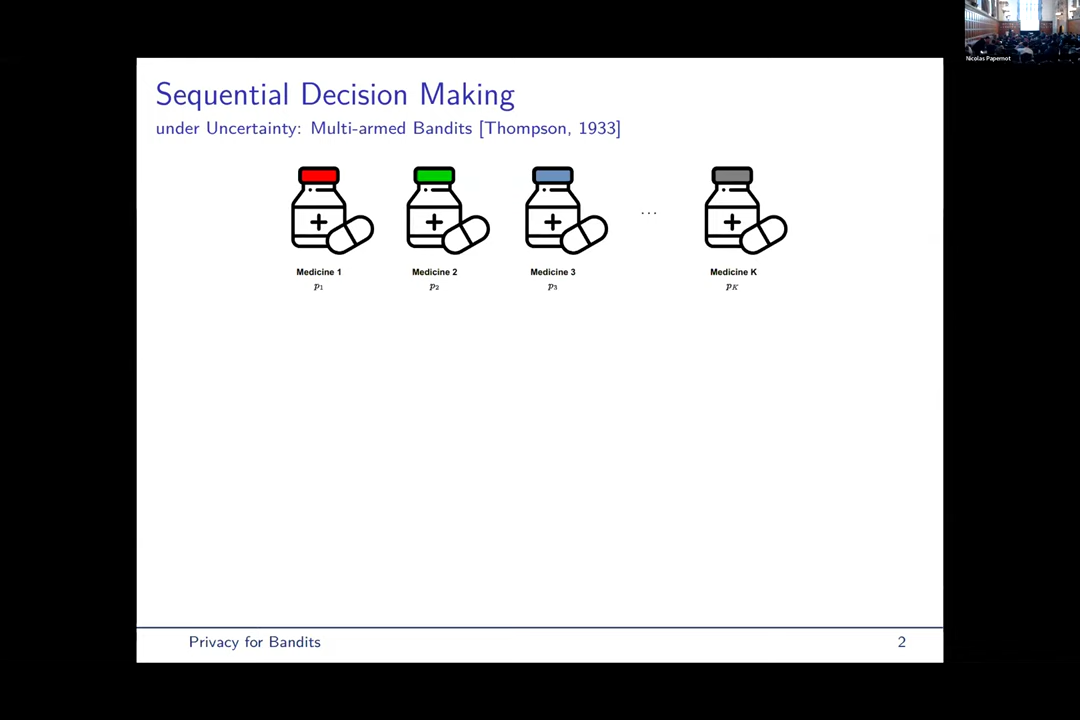 Nicolas Papernot
Sequential Decision Making
under Uncertainty: Multi-armed Bandits [Thompson, 1933]
...
Medicine 1
Medicine 2
Medicine 3
Medicine K
p₁
p₂
p₃
p_K
Privacy for Bandits
2